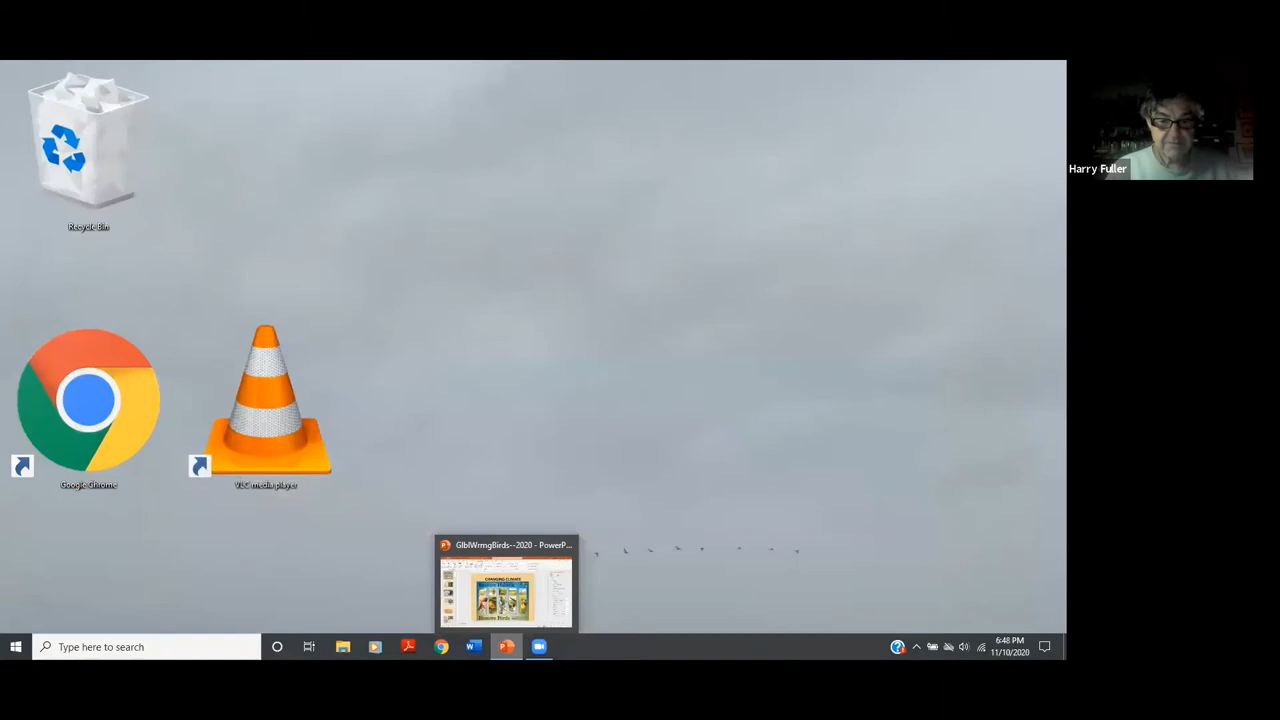 Recycle Bin
Harry Fuller
Google Chrome
VLC media player
GlblWrmgBirds--2020 - PowerP...
CHANGING CLIMATE
Type here to search
6:48 PM
11/10/2020